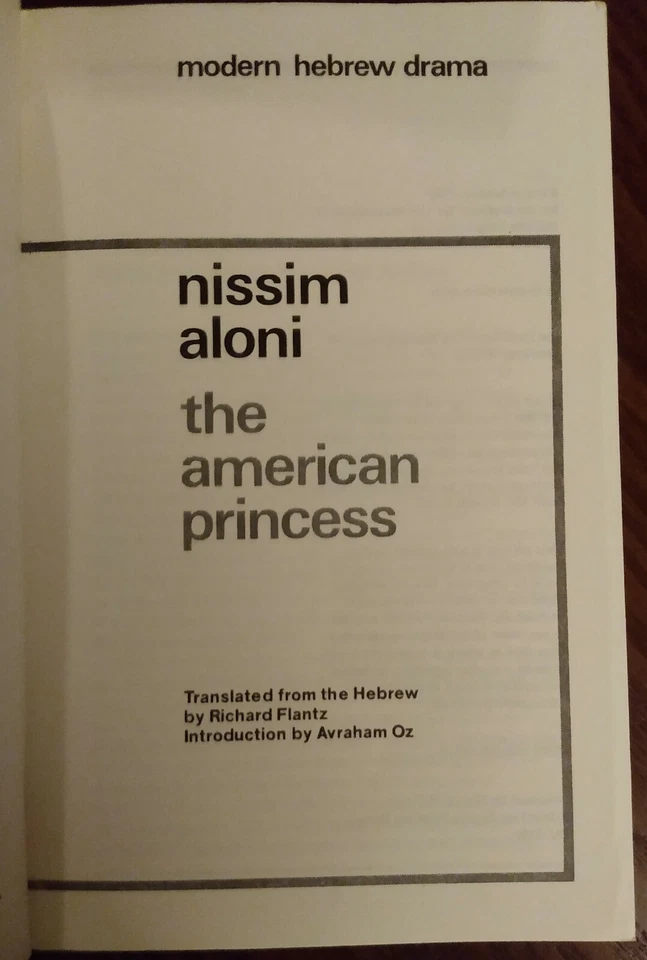 modern hebrew drama
nissim
aloni
the
american
princess
Translated from the Hebrew
by Richard Flantz
Introduction by Avraham Oz